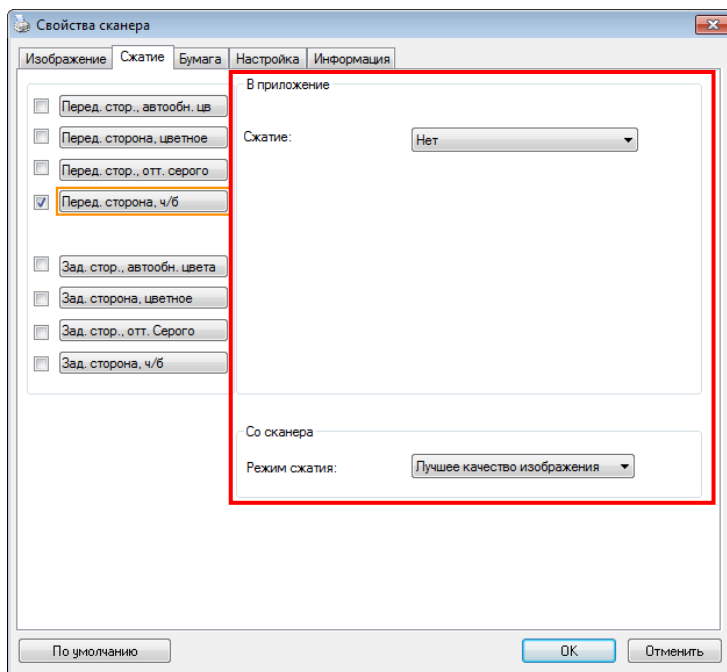 Свойства сканера
Изображение Сжатие Бумага Настройка Информация
Перед. стор., автообн. цв
Перед. сторона, цветное
Перед. стор., отт. серого
Перед. сторона, ч/б
Зад. стор., автообн. цвета
Зад. сторона, цветное
Зад. стор., отт. Серого
Зад. сторона, ч/б
В приложение
Сжатие: Нет
Со сканера
Режим сжатия: Лучшее качество изображения
По умолчанию OK Отменить